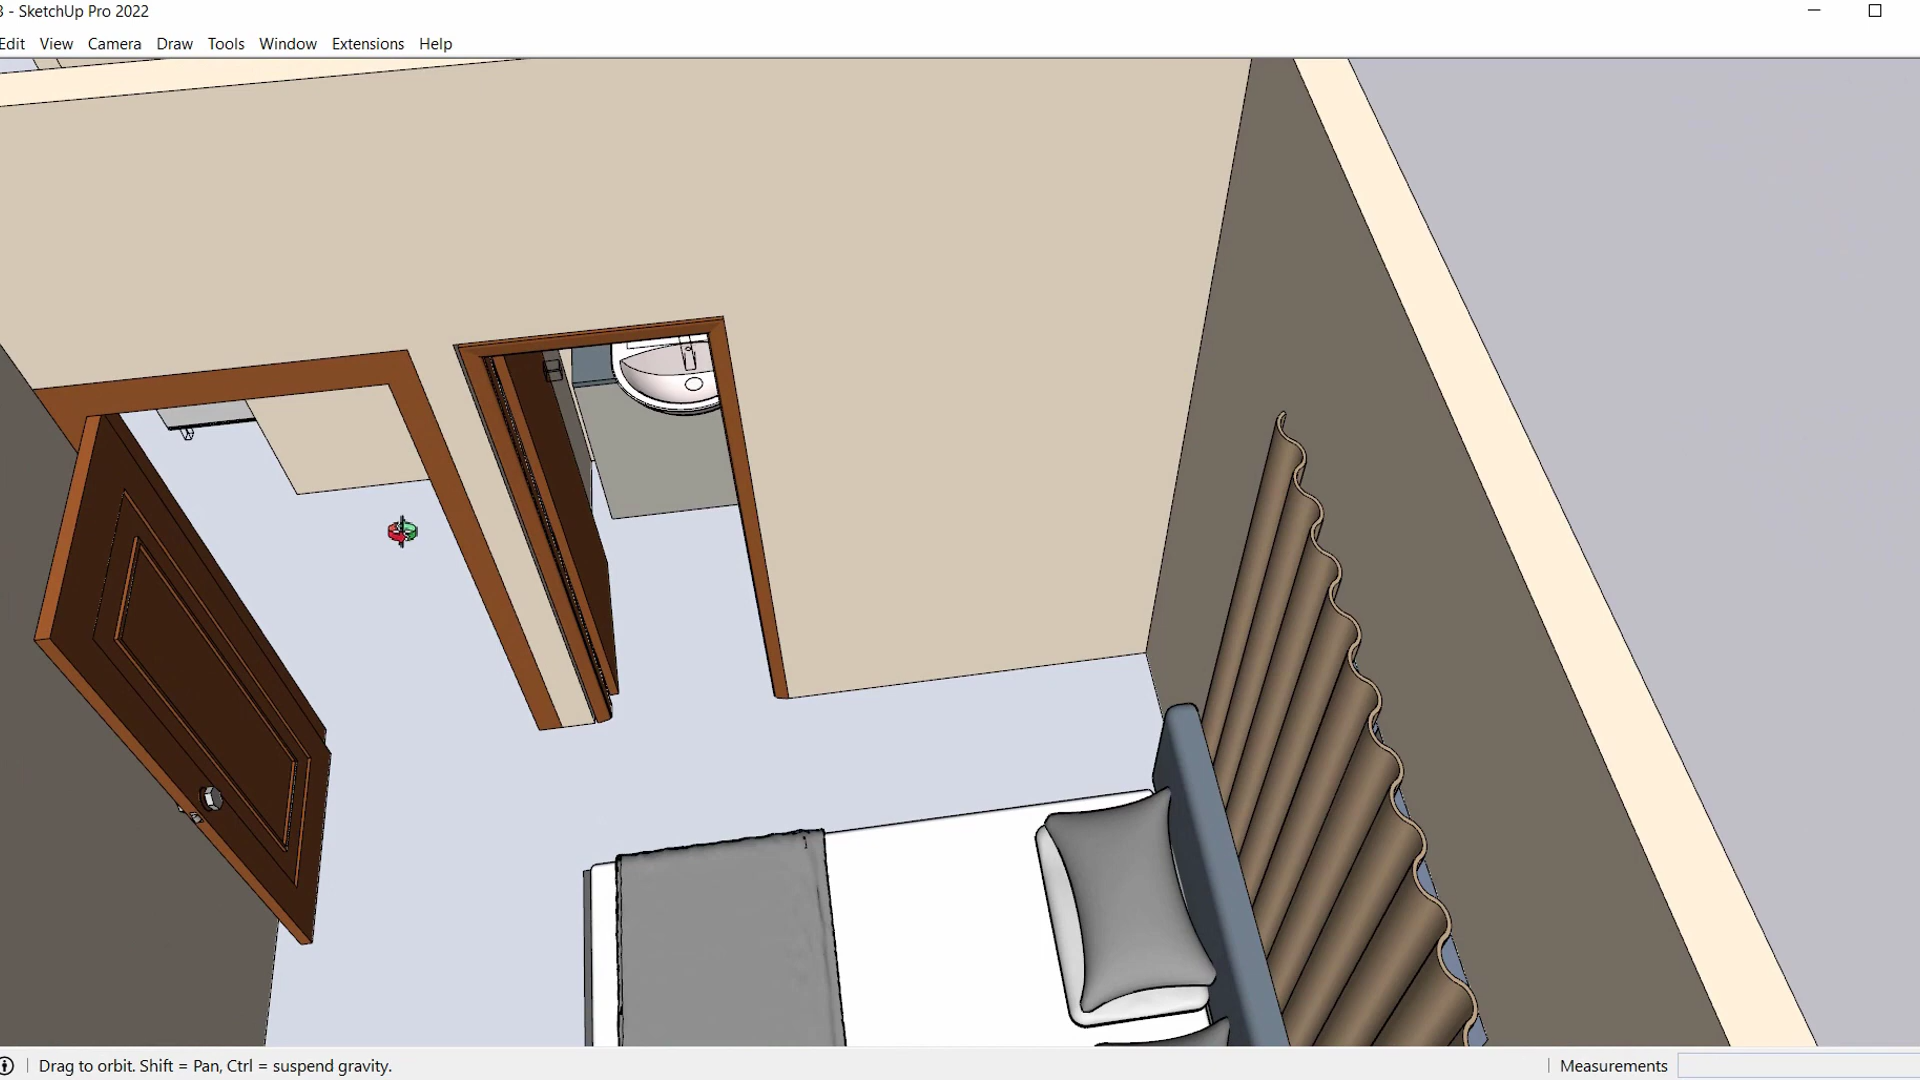 3 - SketchUp Pro 2022
Edit View Camera Draw Tools Window Extensions Help
Drag to orbit. Shift = Pan, Ctrl = suspend gravity.
Measurements